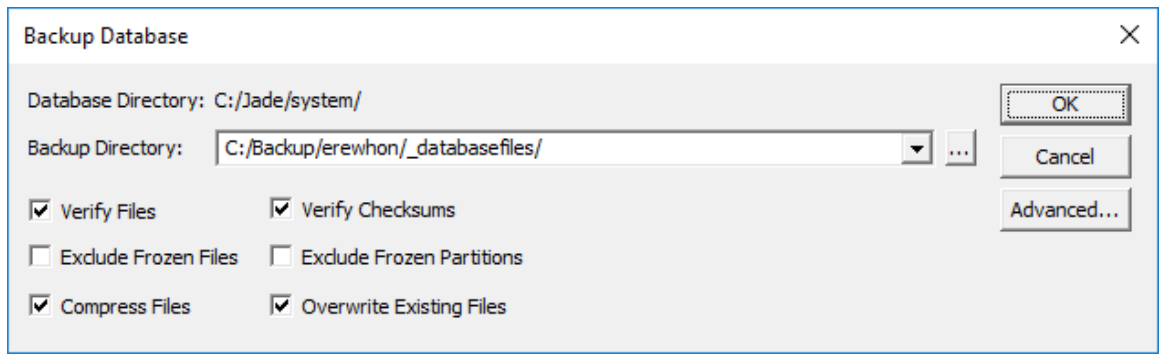 Backup Database
Database Directory: C:/Jade/system/
OK
Backup Directory: C:/Backup/erewhon/_databasefiles/ ...
Cancel
Verify Files Verify Checksums
Advanced...
Exclude Frozen Files Exclude Frozen Partitions
Compress Files Overwrite Existing Files